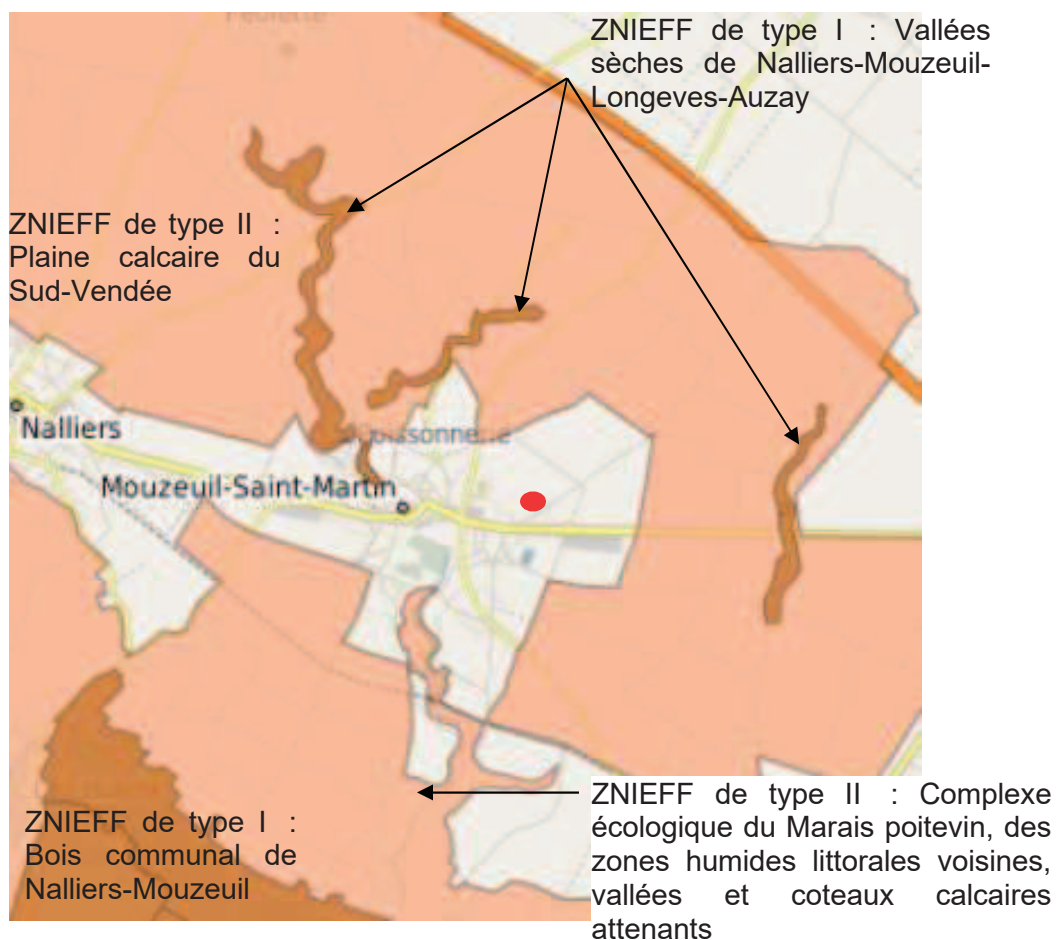 Feolette
ZNIEFF de type I : Vallées
sèches de Nalliers-Mouzeuil-
Longeves-Auzay
ZNIEFF de type II :
Plaine calcaire du
Sud-Vendée
Nalliers
Mouzeuil-Saint-Martin
ZNIEFF de type I :
Bois communal de
Nalliers-Mouzeuil
ZNIEFF de type II : Complexe
écologique du Marais poitevin, des
zones humides littorales voisines,
vallées et coteaux calcaires
attenants